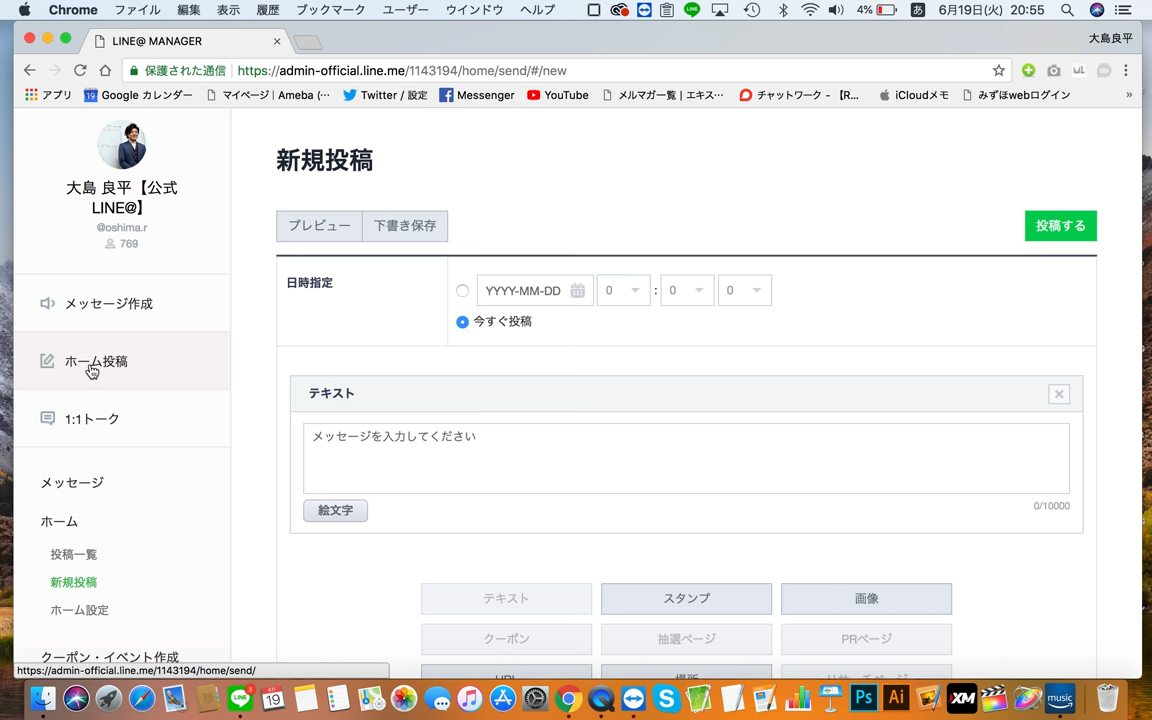 Chrome ファイル 編集 表示 履歴 ブックマーク ユーザー ウインドウ ヘルプ 4% あ 6月19日(火) 20:55
LINE@ MANAGER 大島良平
保護された通信 https://admin-official.line.me/1143194/home/send/#/new
アプリ Google カレンダー マイページ | Ameba (… Twitter / 設定 Messenger YouTube メルマガ一覧 | エキス… チャットワーク - 【R... iCloudメモ みずほwebログイン »
大島 良平【公式
LINE@】
@oshima.r
769
メッセージ作成
ホーム投稿
1:1トーク
メッセージ
ホーム
投稿一覧
新規投稿
ホーム設定
クーポン・イベント作成
https://admin-official.line.me/1143194/home/send/
新規投稿
プレビュー 下書き保存 投稿する
日時指定
YYYY-MM-DD 0 : 0 0
今すぐ投稿
テキスト
メッセージを入力してください
絵文字 0/10000
テキスト スタンプ 画像
クーポン 抽選ページ PRページ
LINE 3 19 Ps Ai XM music